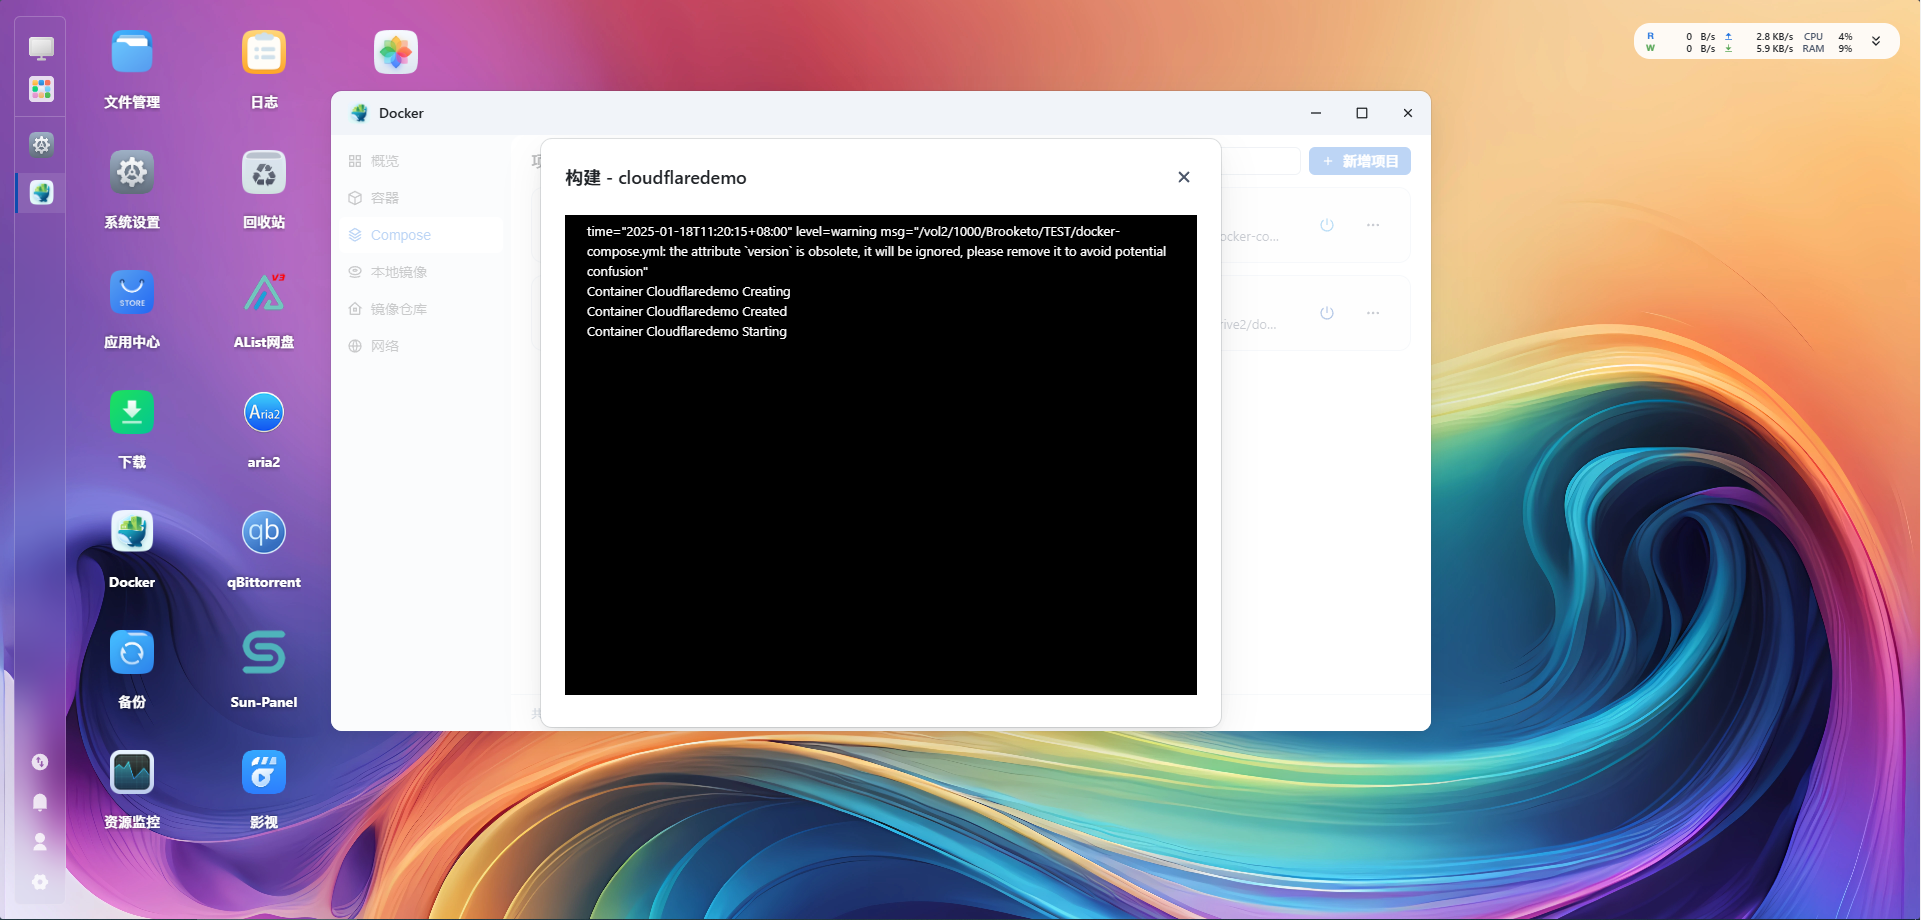 R 0 B/s 2.8 KB/s CPU 4%
W 0 B/s 5.9 KB/s RAM 9%
文件管理
日志
系统设置
回收站
STORE
应用中心
V3
AList网盘
下载
Aria2
aria2
Docker
qb
qBittorrent
备份
Sun-Panel
资源监控
影视
Docker
概览
容器
Compose
本地镜像
镜像仓库
网络
新增项目
ocker-co...
rive2/do...
构建 - cloudflaredemo
time="2025-01-18T11:20:15+08:00" level=warning msg="/vol2/1000/Brooketo/TEST/docker-
compose.yml: the attribute `version` is obsolete, it will be ignored, please remove it to avoid potential
confusion"
Container Cloudflaredemo Creating
Container Cloudflaredemo Created
Container Cloudflaredemo Starting